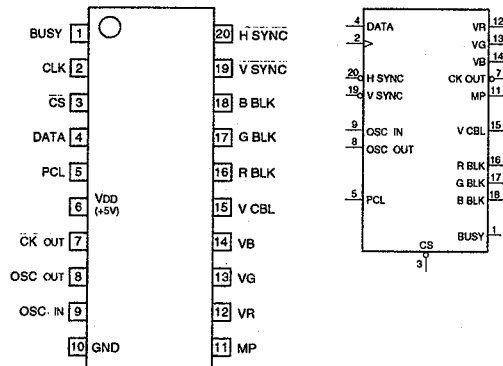 BUSY 1
CLK 2
C̅S̅ 3
DATA 4
PCL 5
6 VDD (+5V)
C̅K̅ OUT 7
OSC OUT 8
OSC IN 9
10 GND
20 H̅ S̅Y̅N̅C̅
19 V̅ S̅Y̅N̅C̅
18 B BLK
17 G BLK
16 R BLK
15 V CBL
14 VB
13 VG
12 VR
11 MP
4 DATA
2
20 H SYNC
19 V SYNC
9 OSC IN
8 OSC OUT
5 PCL
VR 12
VG 13
VB 14
CK OUT 7
MP 11
V CBL 15
R BLK 16
G BLK 17
B BLK 18
BUSY 1
CS
3